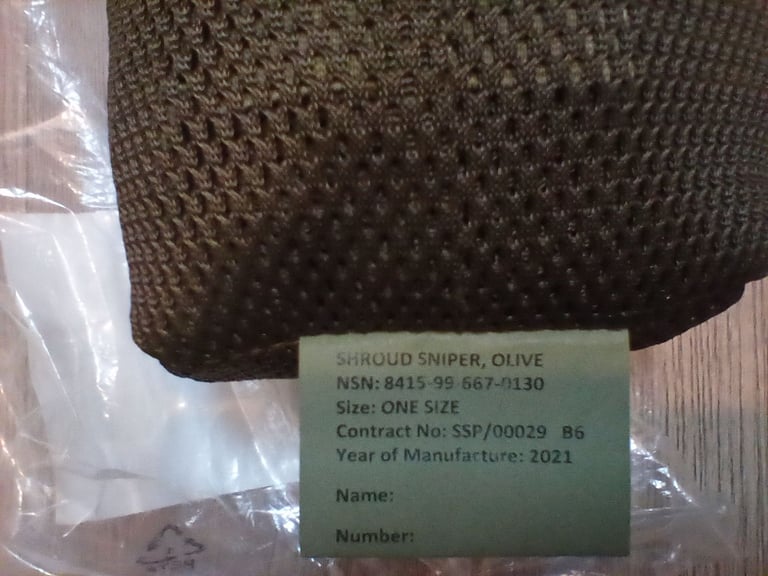 SHROUD SNIPER, OLIVE
NSN: 8415-99-667-0130
Size: ONE SIZE
Contract No: SSP/00029 B6
Year of Manufacture: 2021
Name:
Number: